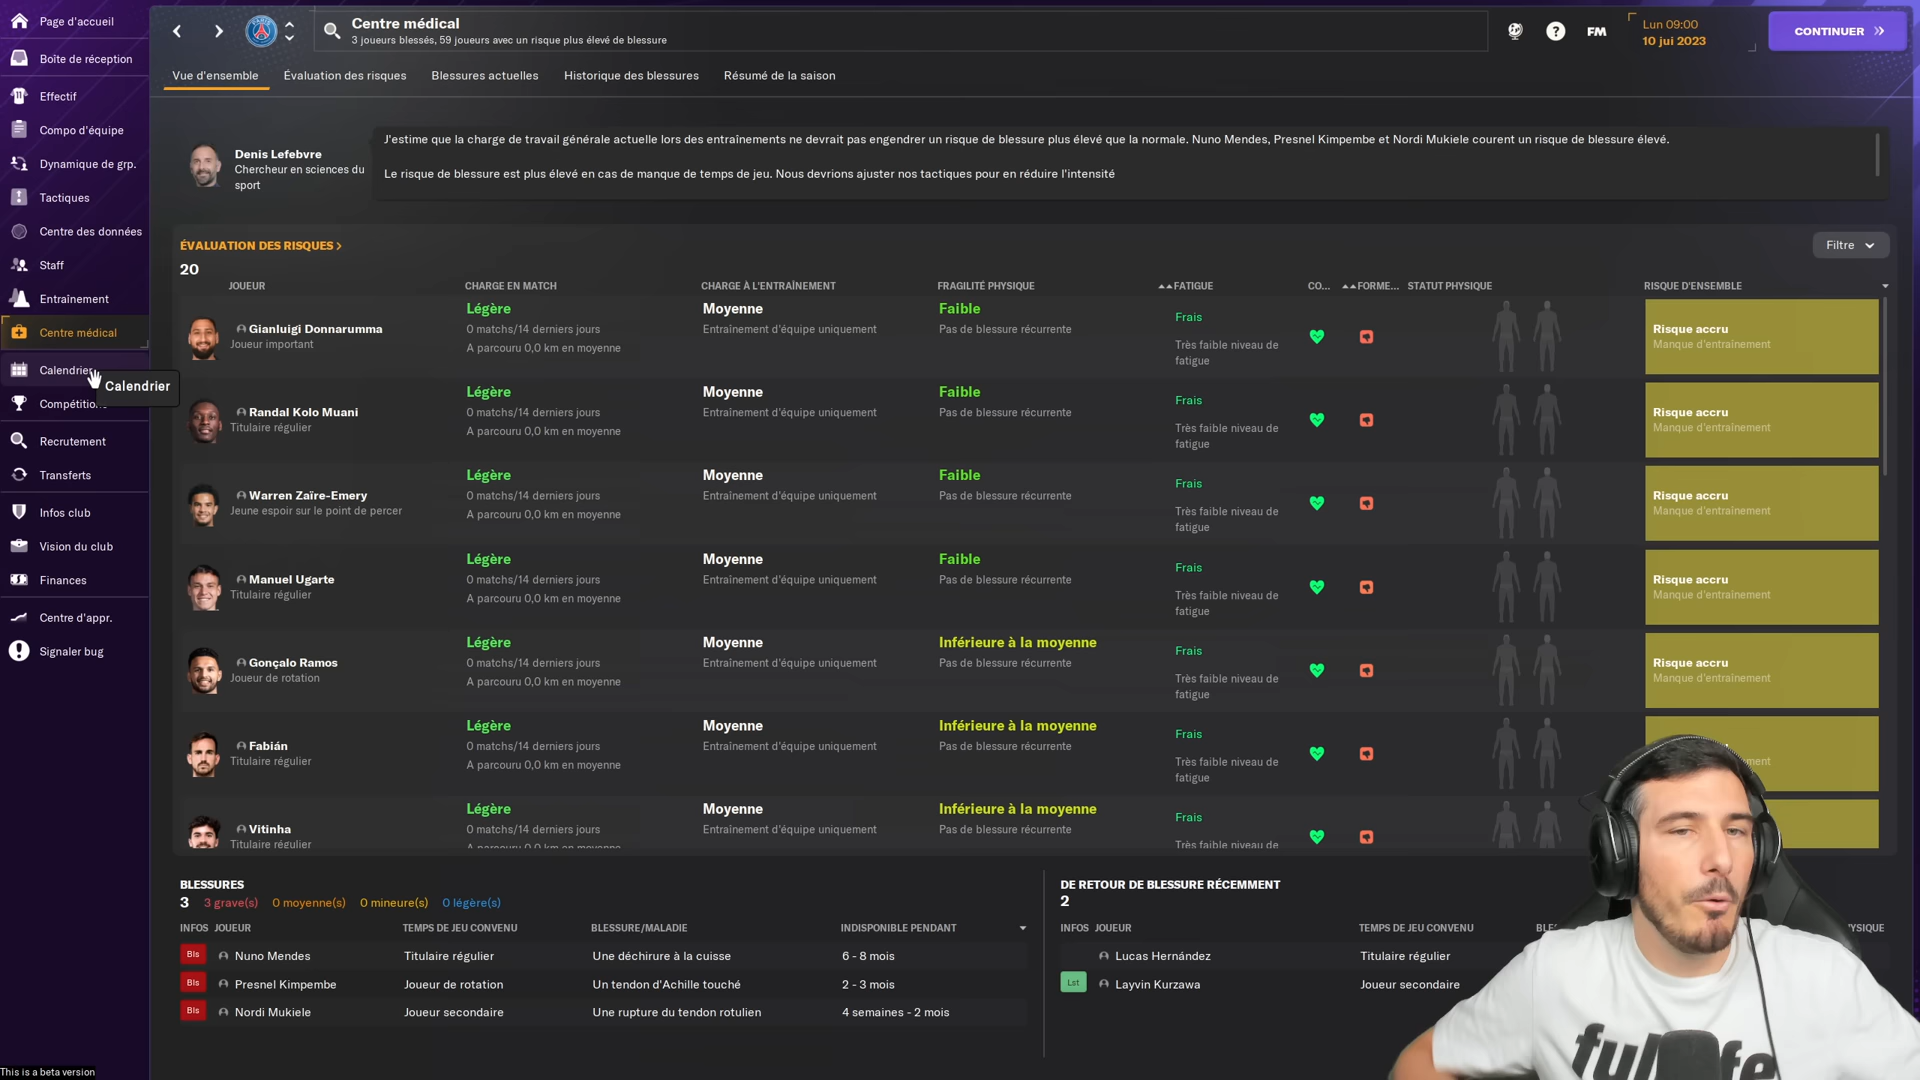 Page d'accueil
Boîte de réception
Effectif
Compo d'équipe
Dynamique de grp.
Tactiques
Centre des données
Staff
Entraînement
Centre médical
Calendrier
Calendrier
Recrutement
Transferts
Infos club
Vision du club
Finances
Centre d'appr.
Signaler bug
This is a beta version
Centre médical
3 joueurs blessés, 59 joueurs avec un risque plus élevé de blessure
FM
Lun 09:00
10 jui 2023
CONTINUER
Vue d'ensemble Évaluation des risques Blessures actuelles Historique des blessures Résumé de la saison
Denis Lefebvre
Chercheur en sciences du
sport
J'estime que la charge de travail générale actuelle lors des entraînements ne devrait pas engendrer un risque de blessure plus élevé que la normale. Nuno Mendes, Presnel Kimpembe et Nordi Mukiele courent un risque de blessure élevé.
Le risque de blessure est plus élevé en cas de manque de temps de jeu. Nous devrions ajuster nos tactiques pour en réduire l'intensité
ÉVALUATION DES RISQUES >
20
Filtre
JOUEUR CHARGE EN MATCH CHARGE À L'ENTRAÎNEMENT FRAGILITÉ PHYSIQUE FATIGUE CO... FORME... STATUT PHYSIQUE RISQUE D'ENSEMBLE
Légère Moyenne Faible
Gianluigi Donnarumma 0 matchs/14 derniers jours Entraînement d'équipe uniquement Pas de blessure récurrente Frais Risque accru
Joueur important A parcouru 0,0 km en moyenne Très faible niveau de fatigue Manque d'entraînement
Légère Moyenne Faible
Randal Kolo Muani 0 matchs/14 derniers jours Entraînement d'équipe uniquement Pas de blessure récurrente Frais Risque accru
Titulaire régulier A parcouru 0,0 km en moyenne Très faible niveau de fatigue Manque d'entraînement
Légère Moyenne Faible
Warren Zaïre-Emery 0 matchs/14 derniers jours Entraînement d'équipe uniquement Pas de blessure récurrente Frais Risque accru
Jeune espoir sur le point de percer A parcouru 0,0 km en moyenne Très faible niveau de fatigue Manque d'entraînement
Légère Moyenne Faible
Manuel Ugarte 0 matchs/14 derniers jours Entraînement d'équipe uniquement Pas de blessure récurrente Frais Risque accru
Titulaire régulier A parcouru 0,0 km en moyenne Très faible niveau de fatigue Manque d'entraînement
Légère Moyenne Inférieure à la moyenne
Gonçalo Ramos 0 matchs/14 derniers jours Entraînement d'équipe uniquement Pas de blessure récurrente Frais Risque accru
Joueur de rotation A parcouru 0,0 km en moyenne Très faible niveau de fatigue Manque d'entraînement
Légère Moyenne Inférieure à la moyenne
Fabián 0 matchs/14 derniers jours Entraînement d'équipe uniquement Pas de blessure récurrente Frais
Titulaire régulier A parcouru 0,0 km en moyenne Très faible niveau de fatigue
Légère Moyenne Inférieure à la moyenne
Vitinha 0 matchs/14 derniers jours Entraînement d'équipe uniquement Pas de blessure récurrente Frais
Titulaire régulier A parcouru 0,0 km en moyenne Très faible niveau de
BLESSURES
3 3 grave(s) 0 moyenne(s) 0 mineure(s) 0 légère(s)
INFOS JOUEUR TEMPS DE JEU CONVENU BLESSURE/MALADIE INDISPONIBLE PENDANT
Bls Nuno Mendes Titulaire régulier Une déchirure à la cuisse 6 - 8 mois
Bls Presnel Kimpembe Joueur de rotation Un tendon d'Achille touché 2 - 3 mois
Bls Nordi Mukiele Joueur secondaire Une rupture du tendon rotulien 4 semaines - 2 mois
DE RETOUR DE BLESSURE RÉCEMMENT
2
INFOS JOUEUR TEMPS DE JEU CONVENU
Lucas Hernández Titulaire régulier
Lst Layvin Kurzawa Joueur secondaire